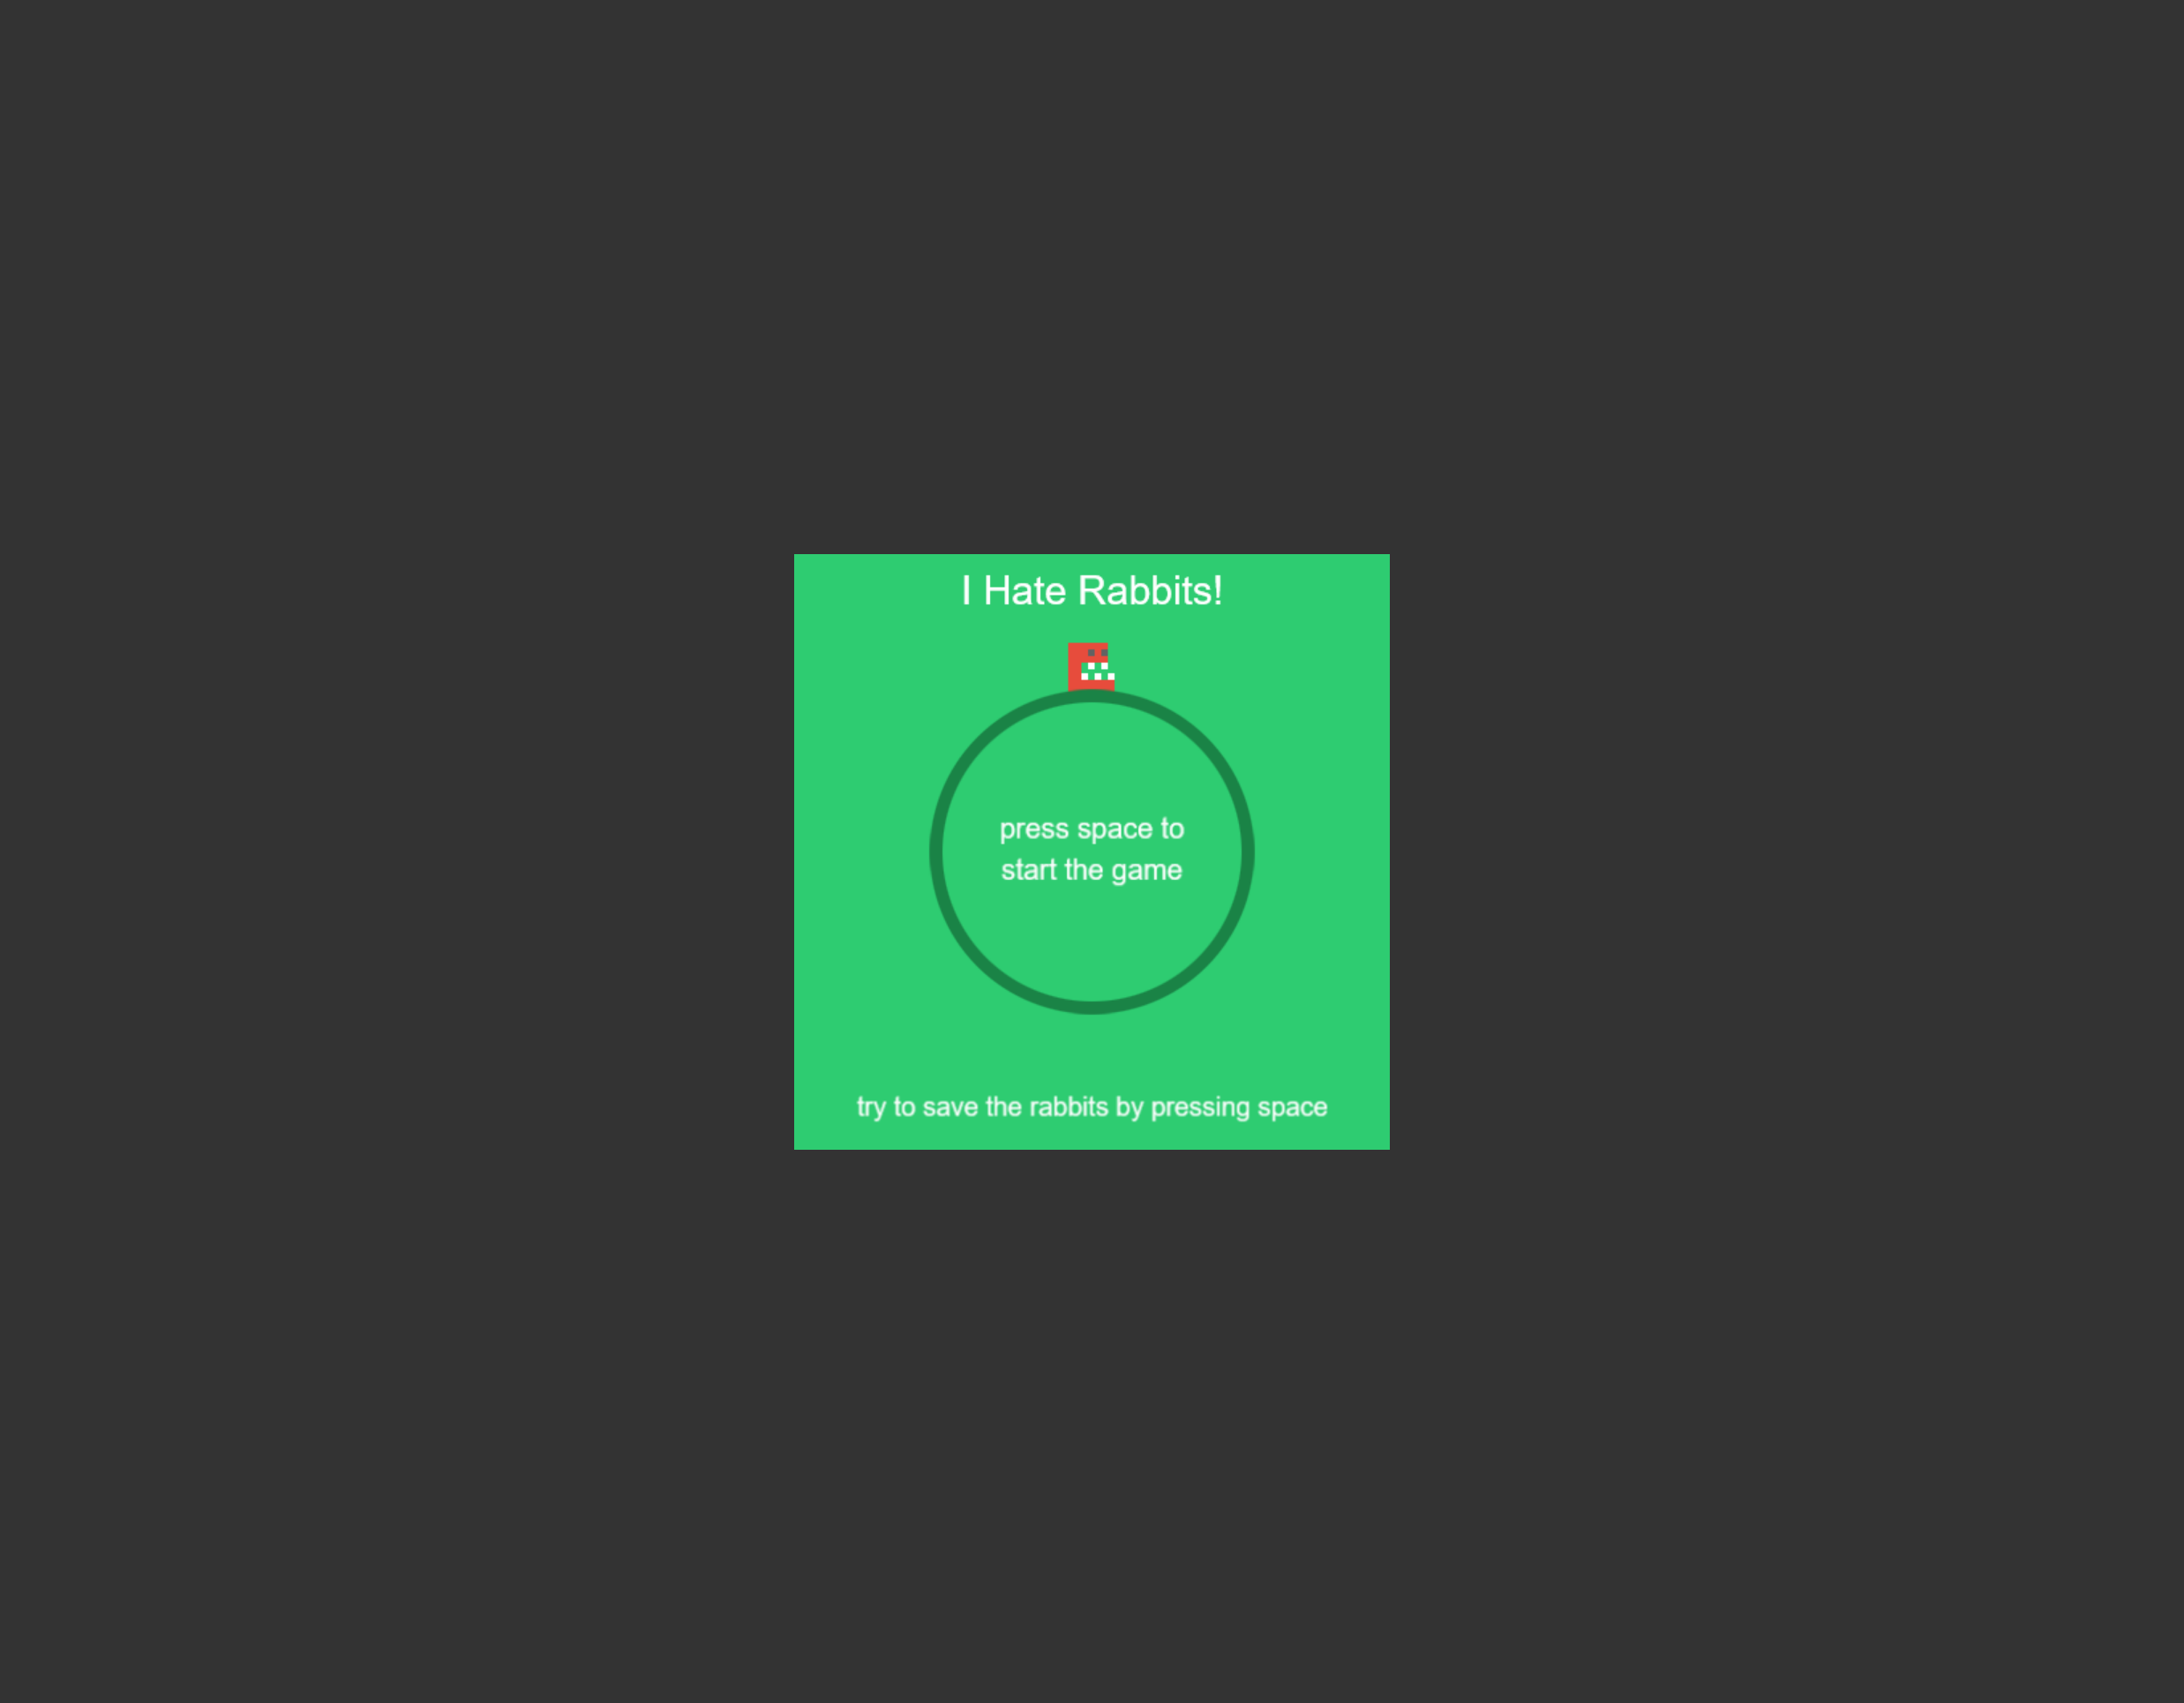 I Hate Rabbits!
press space to
start the game
try to save the rabbits by pressing space